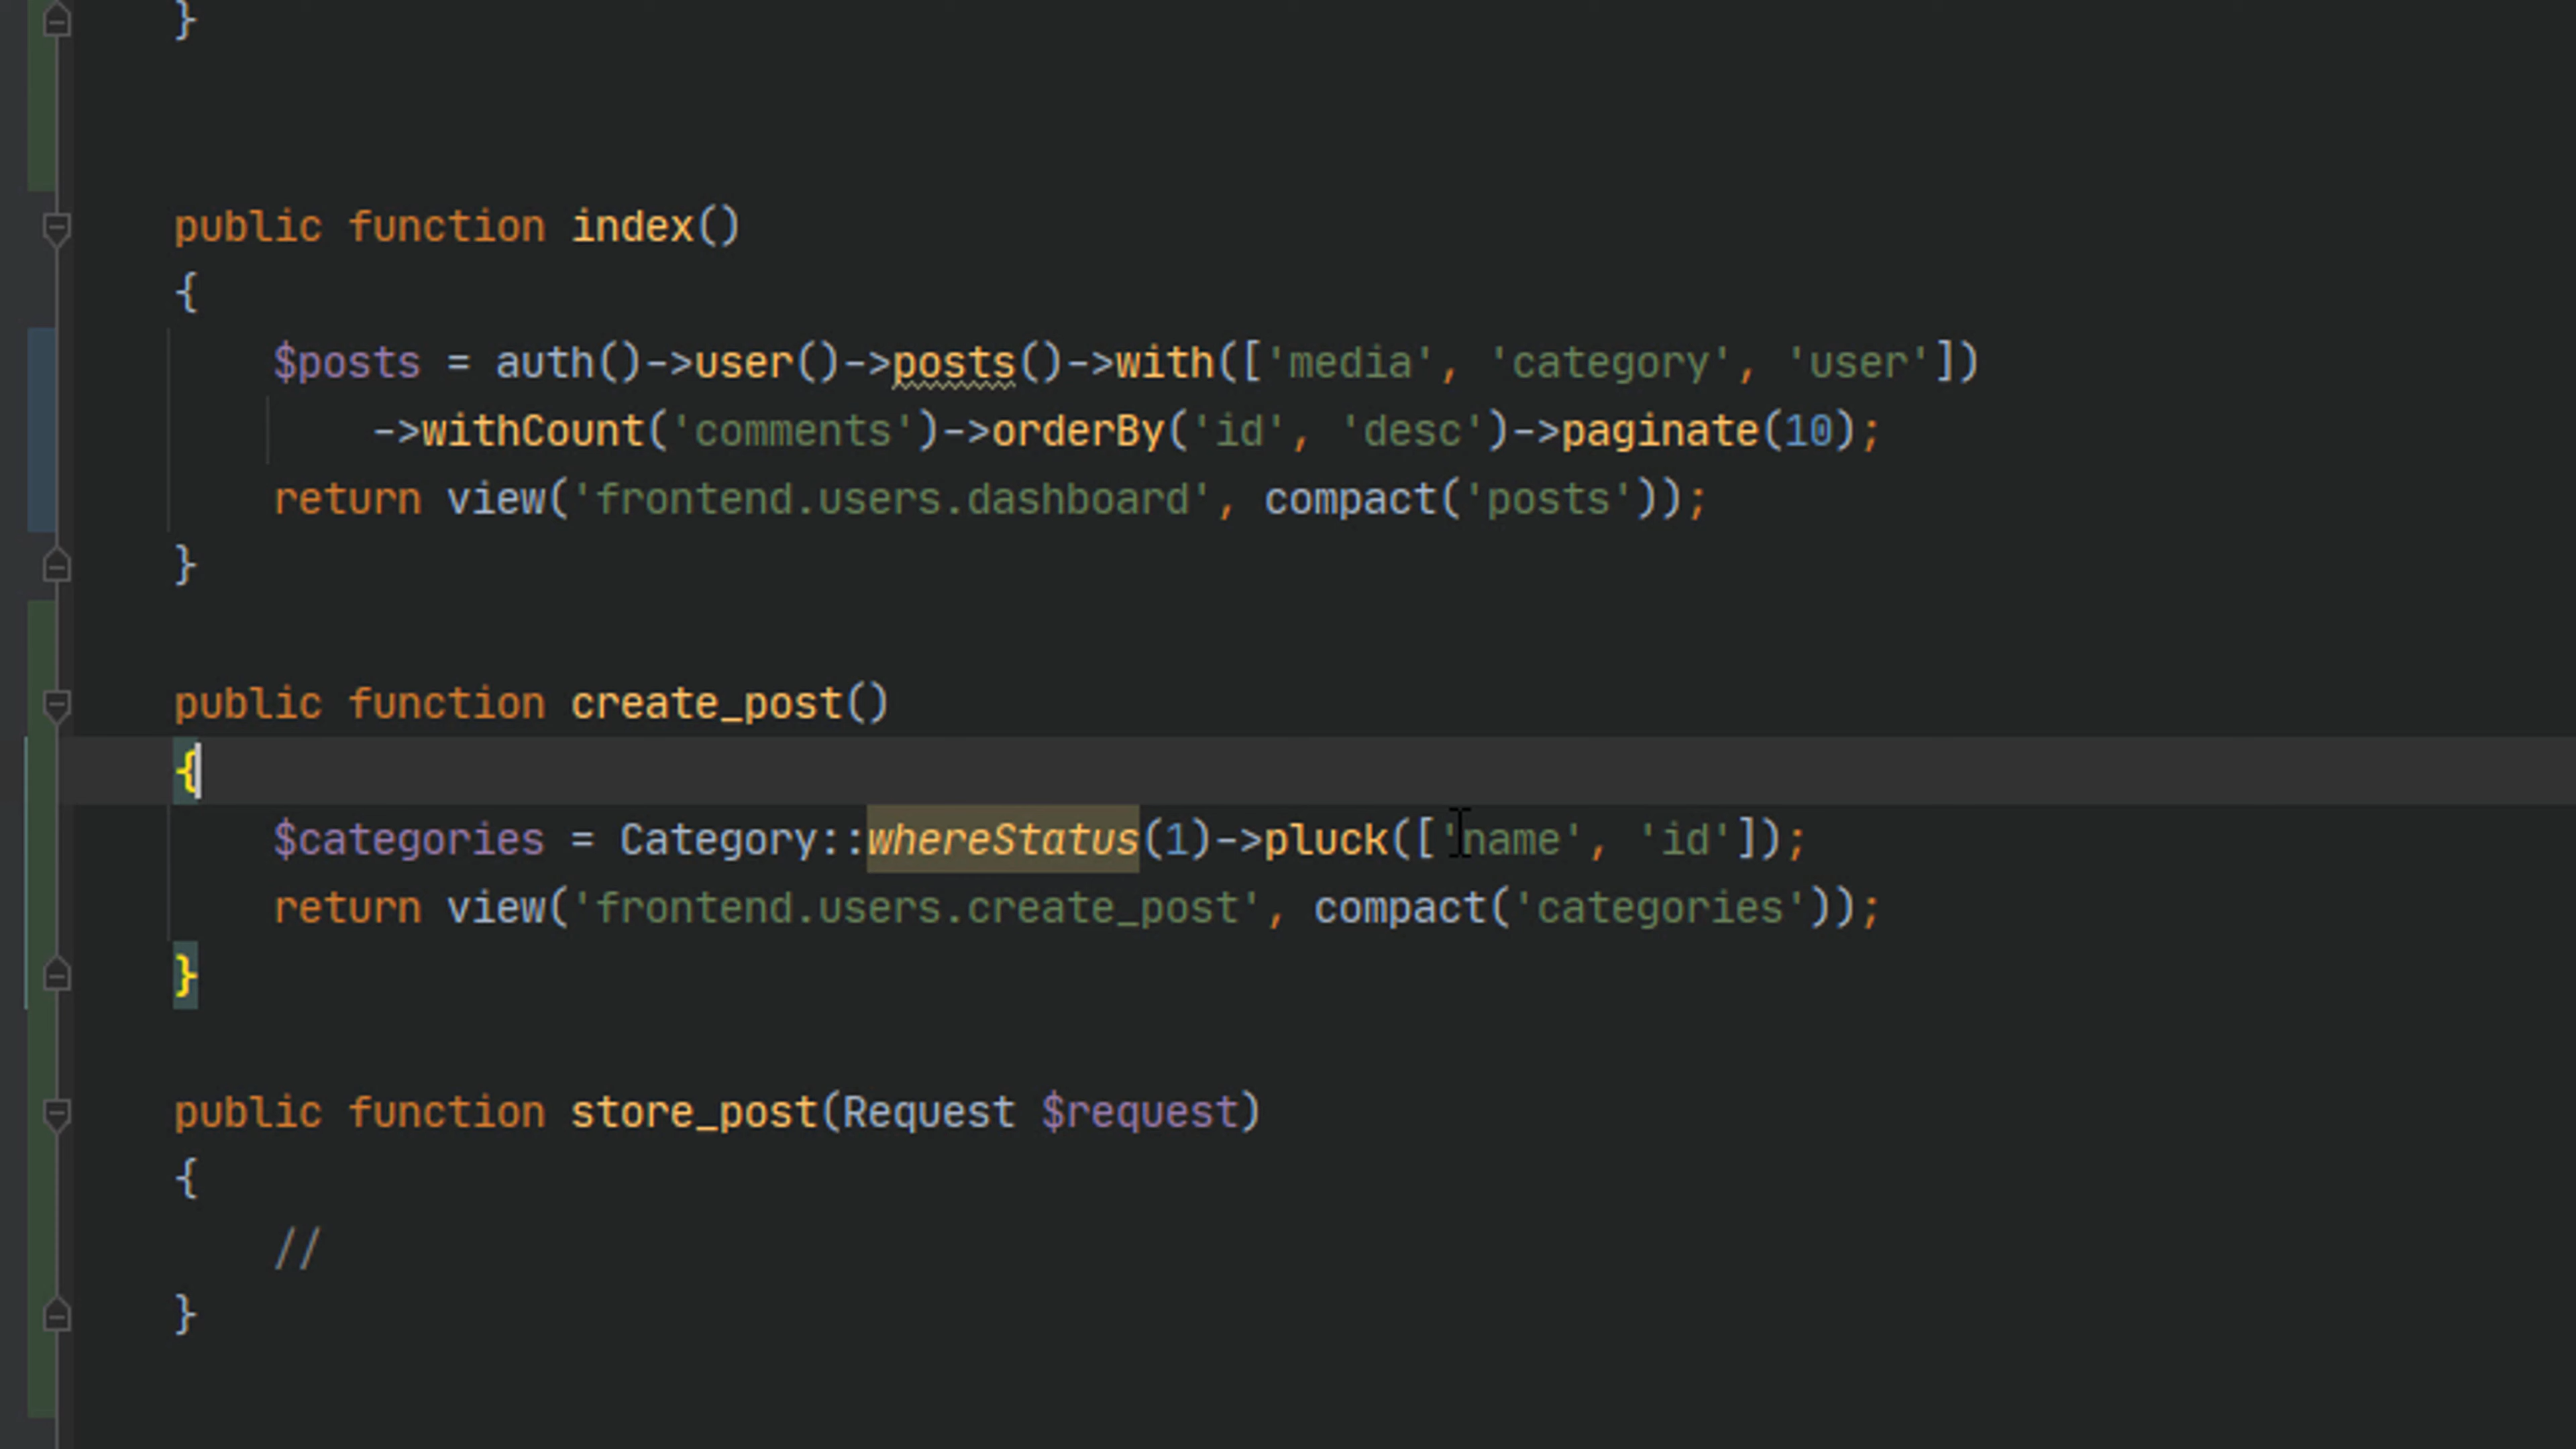 }
public function index()
{
$posts = auth()->user()->posts()->with(['media', 'category', 'user'])
->withCount('comments')->orderBy('id', 'desc')->paginate(10);
return view('frontend.users.dashboard', compact('posts'));
}
public function create_post()
{
$categories = Category::whereStatus(1)->pluck(['name', 'id']);
return view('frontend.users.create_post', compact('categories'));
}
public function store_post(Request $request)
{
//
}